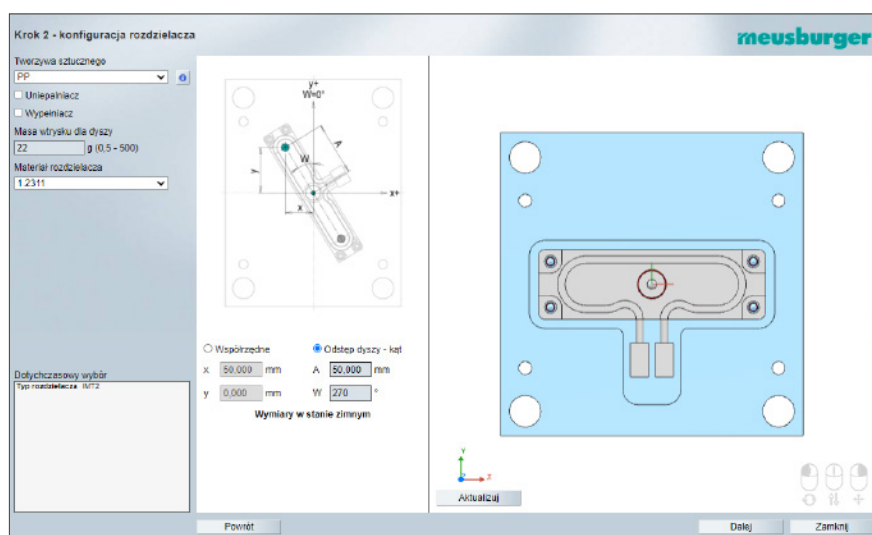 Krok 2 - konfiguracja rozdzielacza
meusburger
Tworzywa sztucznego
PP
Uniepalniacz
Wypełniacz
Masa wtrysku dla dyszy
22 g (0,5 - 500)
Materiał rozdzielacza
1.2311
y+
W=0°
A
W
y
x+
x
Współrzędne
Odstęp dyszy - kąt
x 50,000 mm A 50,000 mm
y 0,000 mm W 270 °
Wymiary w stanie zimnym
Dotychczasowy wybór
Typ rozdzielacza IMT2
Y
Z
X
Aktualizuj
Powrót
Dalej
Zamknij